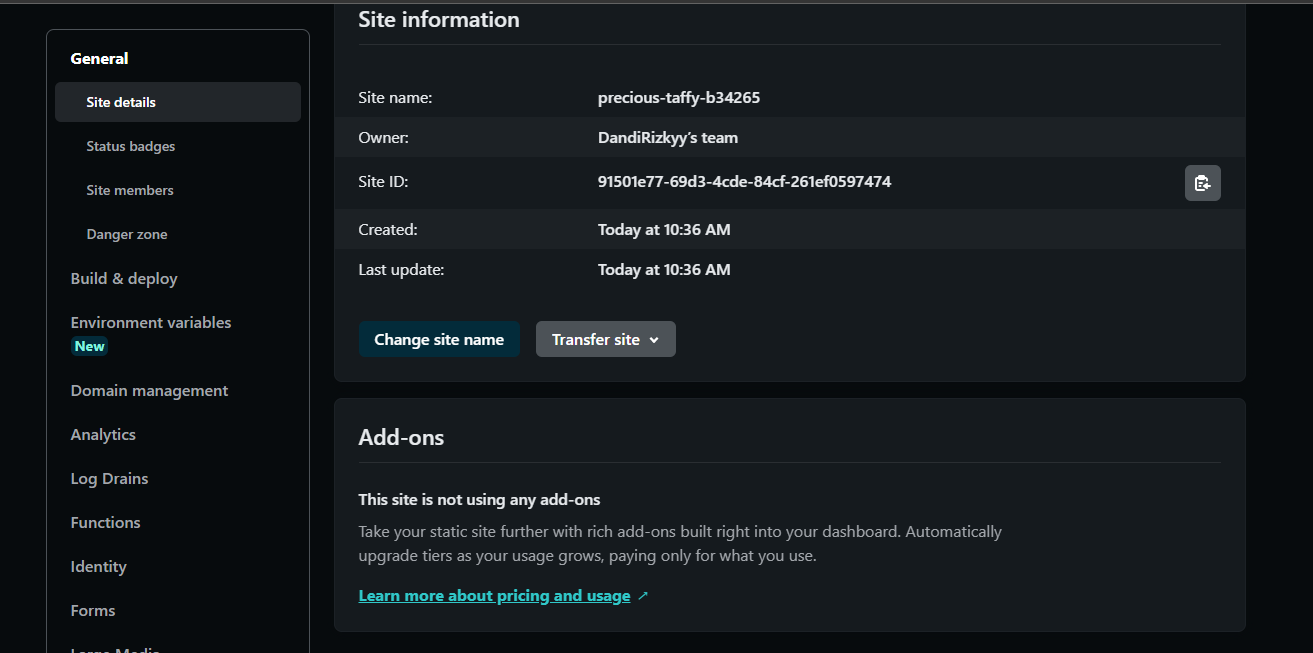 General
Site details
Status badges
Site members
Danger zone
Build & deploy
Environment variables
New
Domain management
Analytics
Log Drains
Functions
Identity
Forms
Large Media
Site information
Site name: precious-taffy-b34265
Owner: DandiRizkyy's team
Site ID: 91501e77-69d3-4cde-84cf-261ef0597474
Created: Today at 10:36 AM
Last update: Today at 10:36 AM
Change site name Transfer site
Add-ons
This site is not using any add-ons
Take your static site further with rich add-ons built right into your dashboard. Automatically
upgrade tiers as your usage grows, paying only for what you use.
Learn more about pricing and usage